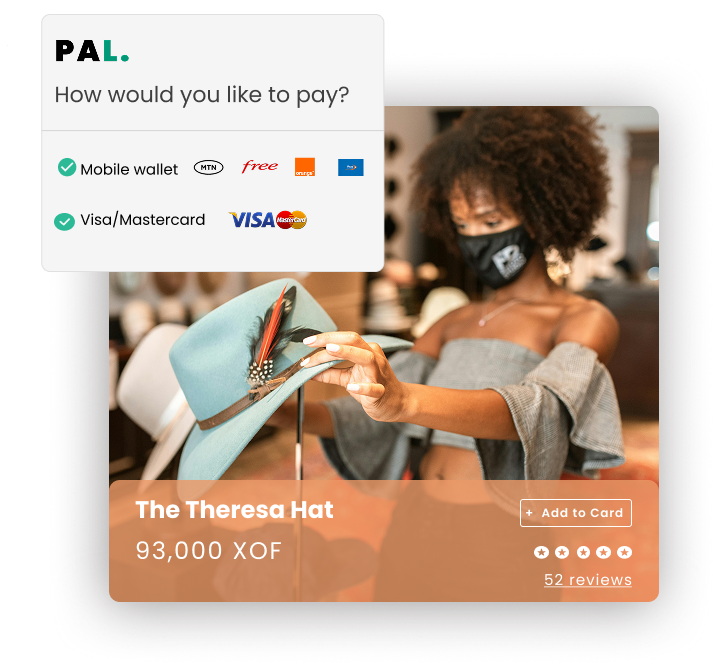 PAL.
How would you like to pay?
Mobile wallet MTN free orange
Visa/Mastercard VISA MasterCard
The Theresa Hat
+ Add to Card
93,000 XOF
52 reviews